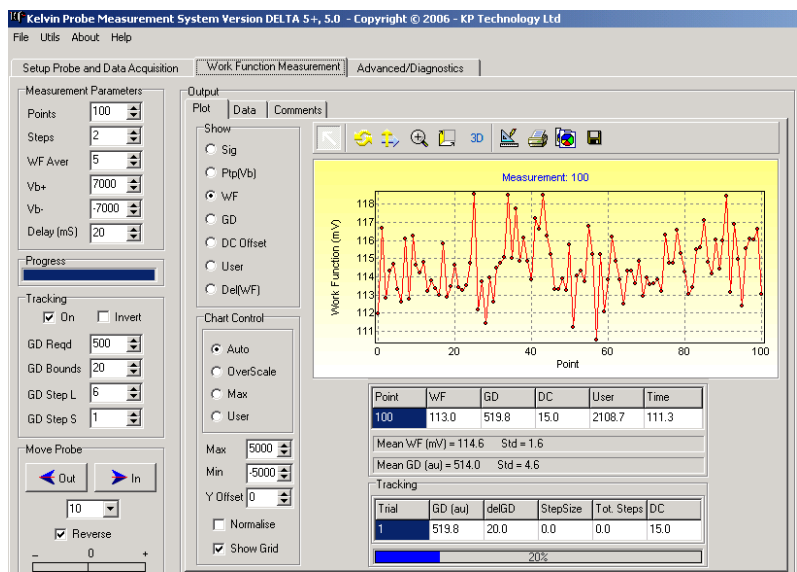 Kelvin Probe Measurement System Version DELTA 5+, 5.0 - Copyright © 2006 - KP Technology Ltd
File Utils About Help
Setup Probe and Data Acquisition Work Function Measurement Advanced/Diagnostics
Measurement Parameters
Points 100
Steps 2
WF Aver 5
Vb+ 7000
Vb- -7000
Delay (mS) 20
Progress
Tracking
On Invert
GD Reqd 500
GD Bounds 20
GD Step L 6
GD Step S 1
Move Probe
Out In
10
Reverse
- 0 +
Output
Plot Data Comments
Show
Sig
Ptp(Vb)
WF
GD
DC Offset
User
Del(WF)
Chart Control
Auto
OverScale
Max
User
Max 5000
Min -5000
Y Offset 0
Normalise
Show Grid
3D
Measurement: 100
Work Function (mV)
118
117
116
115
114
113
112
111
0 20 40 60 80 100
Point
Point WF GD DC User Time
100 113.0 519.8 15.0 2108.7 111.3
Mean WF (mV) = 114.6 Std = 1.6
Mean GD (au) = 514.0 Std = 4.6
Tracking
Trial GD (au) delGD StepSize Tot. Steps DC
1 519.8 20.0 0.0 0.0 15.0
20%